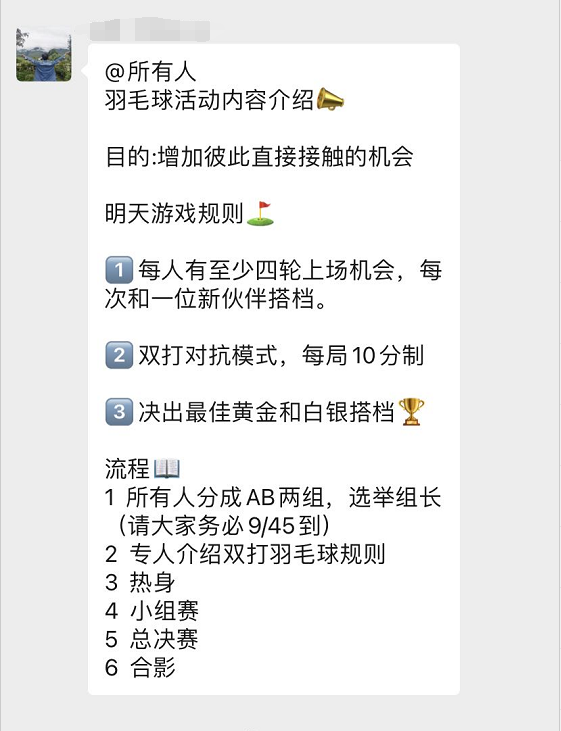 @所有人
羽毛球活动内容介绍📣
目的:增加彼此直接接触的机会
明天游戏规则⛳
1️⃣每人有至少四轮上场机会，每
次和一位新伙伴搭档。
2️⃣双打对抗模式，每局10分制
3️⃣决出最佳黄金和白银搭档🏆
流程📖
1 所有人分成AB两组，选举组长
（请大家务必9/45到）
2 专人介绍双打羽毛球规则
3 热身
4 小组赛
5 总决赛
6 合影